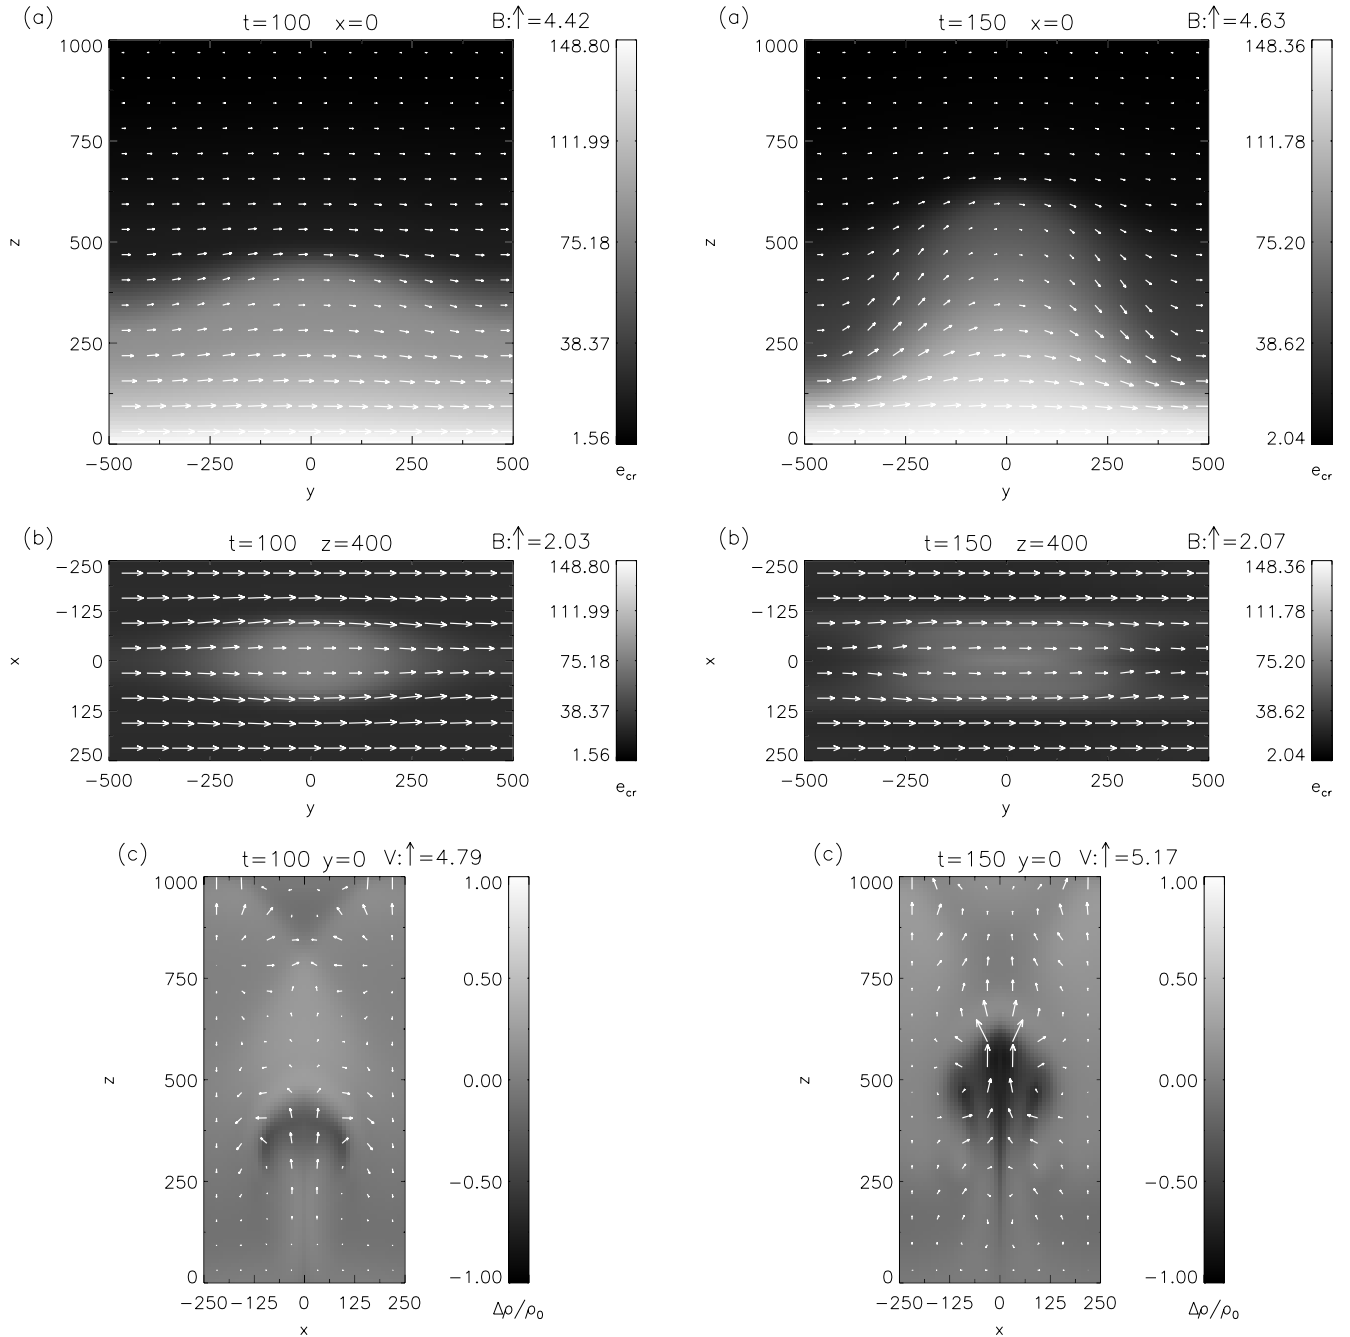 (a) t=100 x=0 B:↑=4.42
1000
750
500
250
0
z
−500 −250 0 250 500
y
148.80
111.99
75.18
38.37
1.56
e_cr
(a) t=150 x=0 B:↑=4.63
1000
750
500
250
0
z
−500 −250 0 250 500
y
148.36
111.78
75.20
38.62
2.04
e_cr
(b) t=100 z=400 B:↑=2.03
−250
−125
0
125
250
x
−500 −250 0 250 500
y
148.80
111.99
75.18
38.37
1.56
e_cr
(b) t=150 z=400 B:↑=2.07
−250
−125
0
125
250
x
−500 −250 0 250 500
y
148.36
111.78
75.20
38.62
2.04
e_cr
(c) t=100 y=0 V:↑=4.79
1000
750
500
250
0
z
−250 −125 0 125 250
x
1.00
0.50
0.00
−0.50
−1.00
Δρ/ρ₀
(c) t=150 y=0 V:↑=5.17
1000
750
500
250
0
z
−250 −125 0 125 250
x
1.00
0.50
0.00
−0.50
−1.00
Δρ/ρ₀